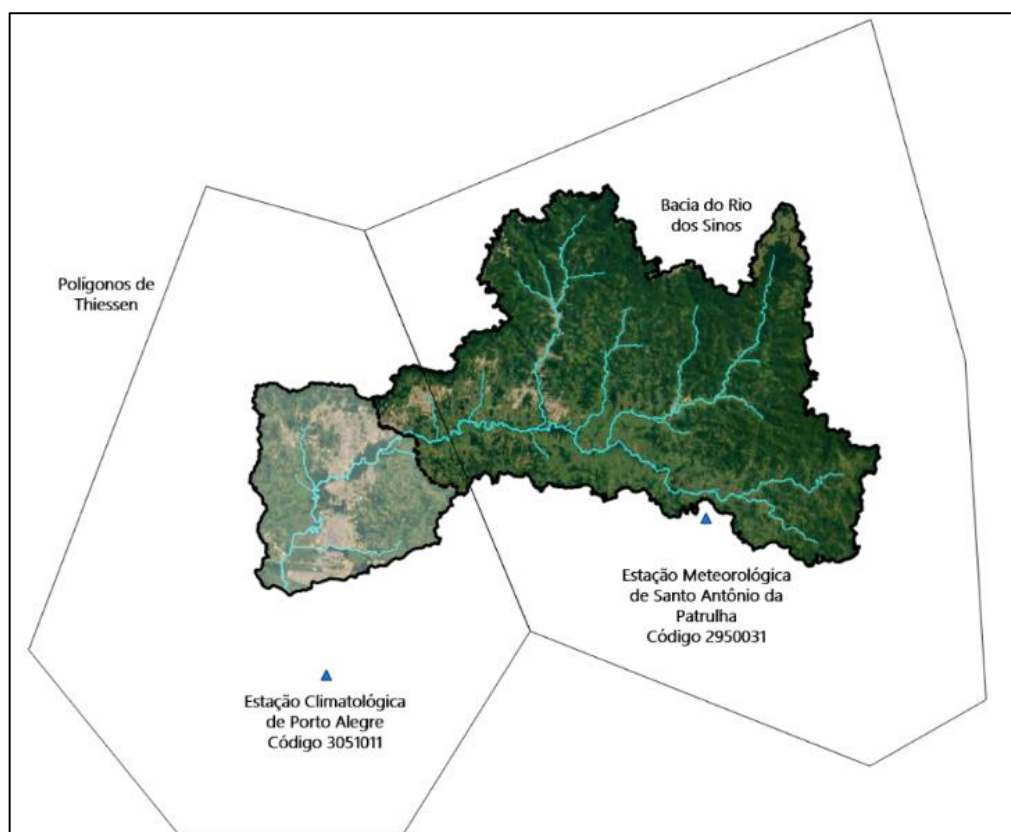 Bacia do Rio
dos Sinos
Polígonos de
Thiessen
Estação Meteorológica
de Santo Antônio da
Patrulha
Código 2950031
Estação Climatológica
de Porto Alegre
Código 3051011